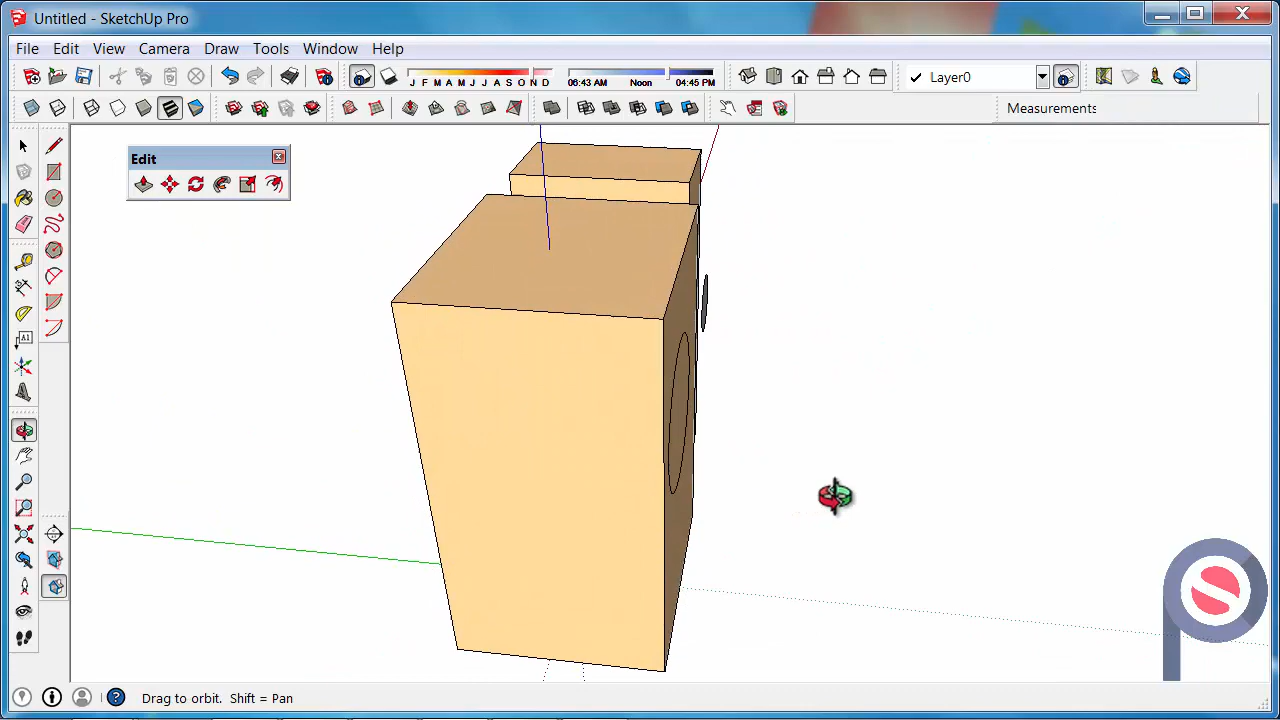 Untitled - SketchUp Pro
File Edit View Camera Draw Tools Window Help
J F M A M J J A S O N D 06:43 AM Noon 04:45 PM Layer0
Measurements
Edit
A1
Drag to orbit. Shift = Pan